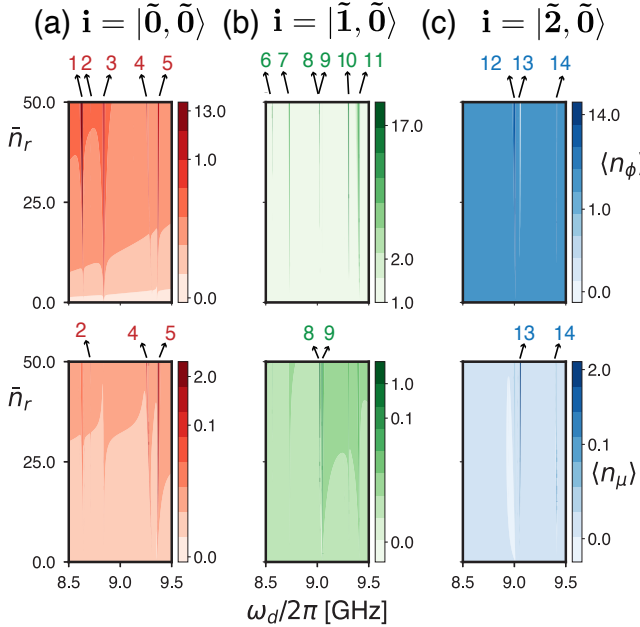 (a) i = |0̃, 0̃⟩ (b) i = |1̃, 0̃⟩ (c) i = |2̃, 0̃⟩
1 2 3 4 5 6 7 8 9 10 11 12 13 14
n̄_r 50.0 25.0 0.0 13.0 1.0 0.0 17.0 2.0 1.0 14.0 1.0 0.0 ⟨n_ϕ⟩
2 4 5 8 9 13 14
n̄_r 50.0 25.0 0.0 2.0 0.1 0.0 1.0 0.1 0.0 2.0 0.1 0.0 ⟨n_μ⟩
8.5 9.0 9.5 8.5 9.0 9.5 8.5 9.0 9.5
ω_d/2π [GHz]